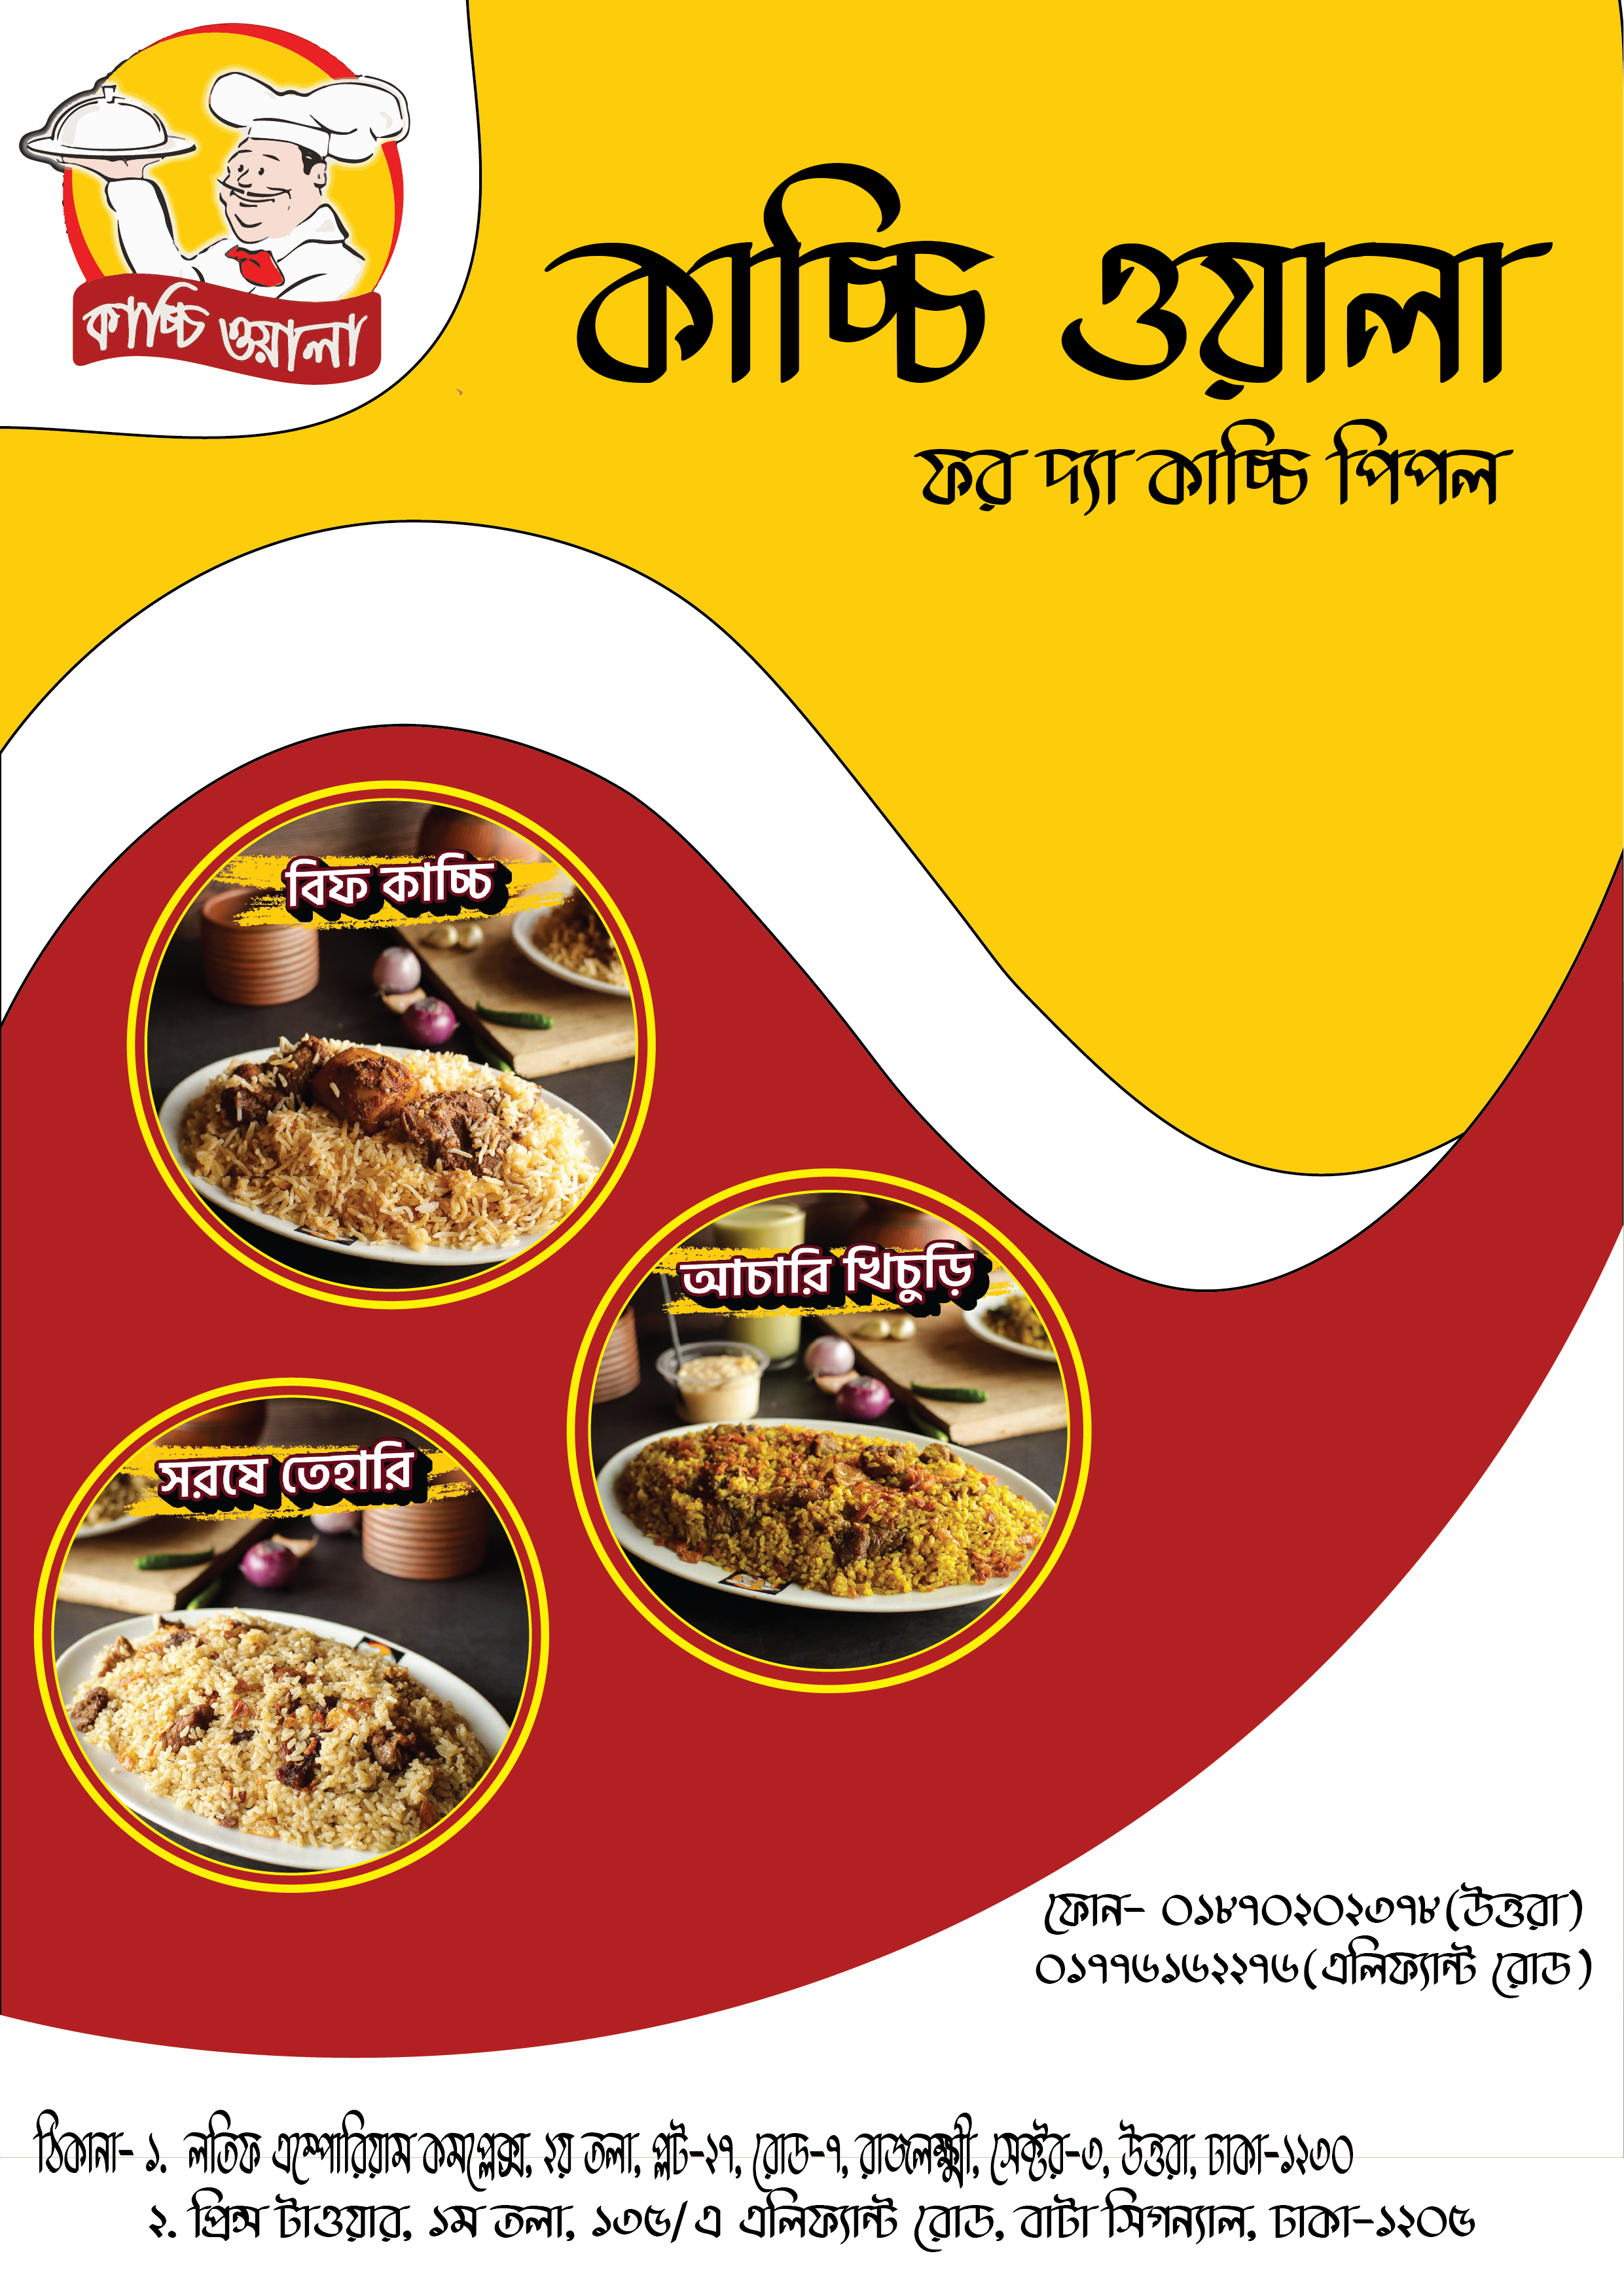 কাচ্চি ওয়ালা
কাচ্চি ওয়ালা
ফর দ্যা কাচ্চি পিপল
বিফ কাচ্চি
আচারি খিচুড়ি
সরষে তেহারি
ফোন- ০১৮৭০২০২৩৭৮(উত্তরা)
০১৭৭৬১৬২২৭৬(এলিফ্যান্ট রোড)
ঠিকানা- ১. লতিফ এম্পোরিয়াম কমপ্লেক্স, ২য় তলা, প্লট-২৭, রোড-৭, রাজলক্ষ্মী, সেক্টর-৩, উত্তরা, ঢাকা-১২৩০
২. প্রিন্স টাওয়ার, ১ম তলা, ১৩৫/এ এলিফ্যান্ট রোড, বাটা সিগন্যাল, ঢাকা-১২০৫